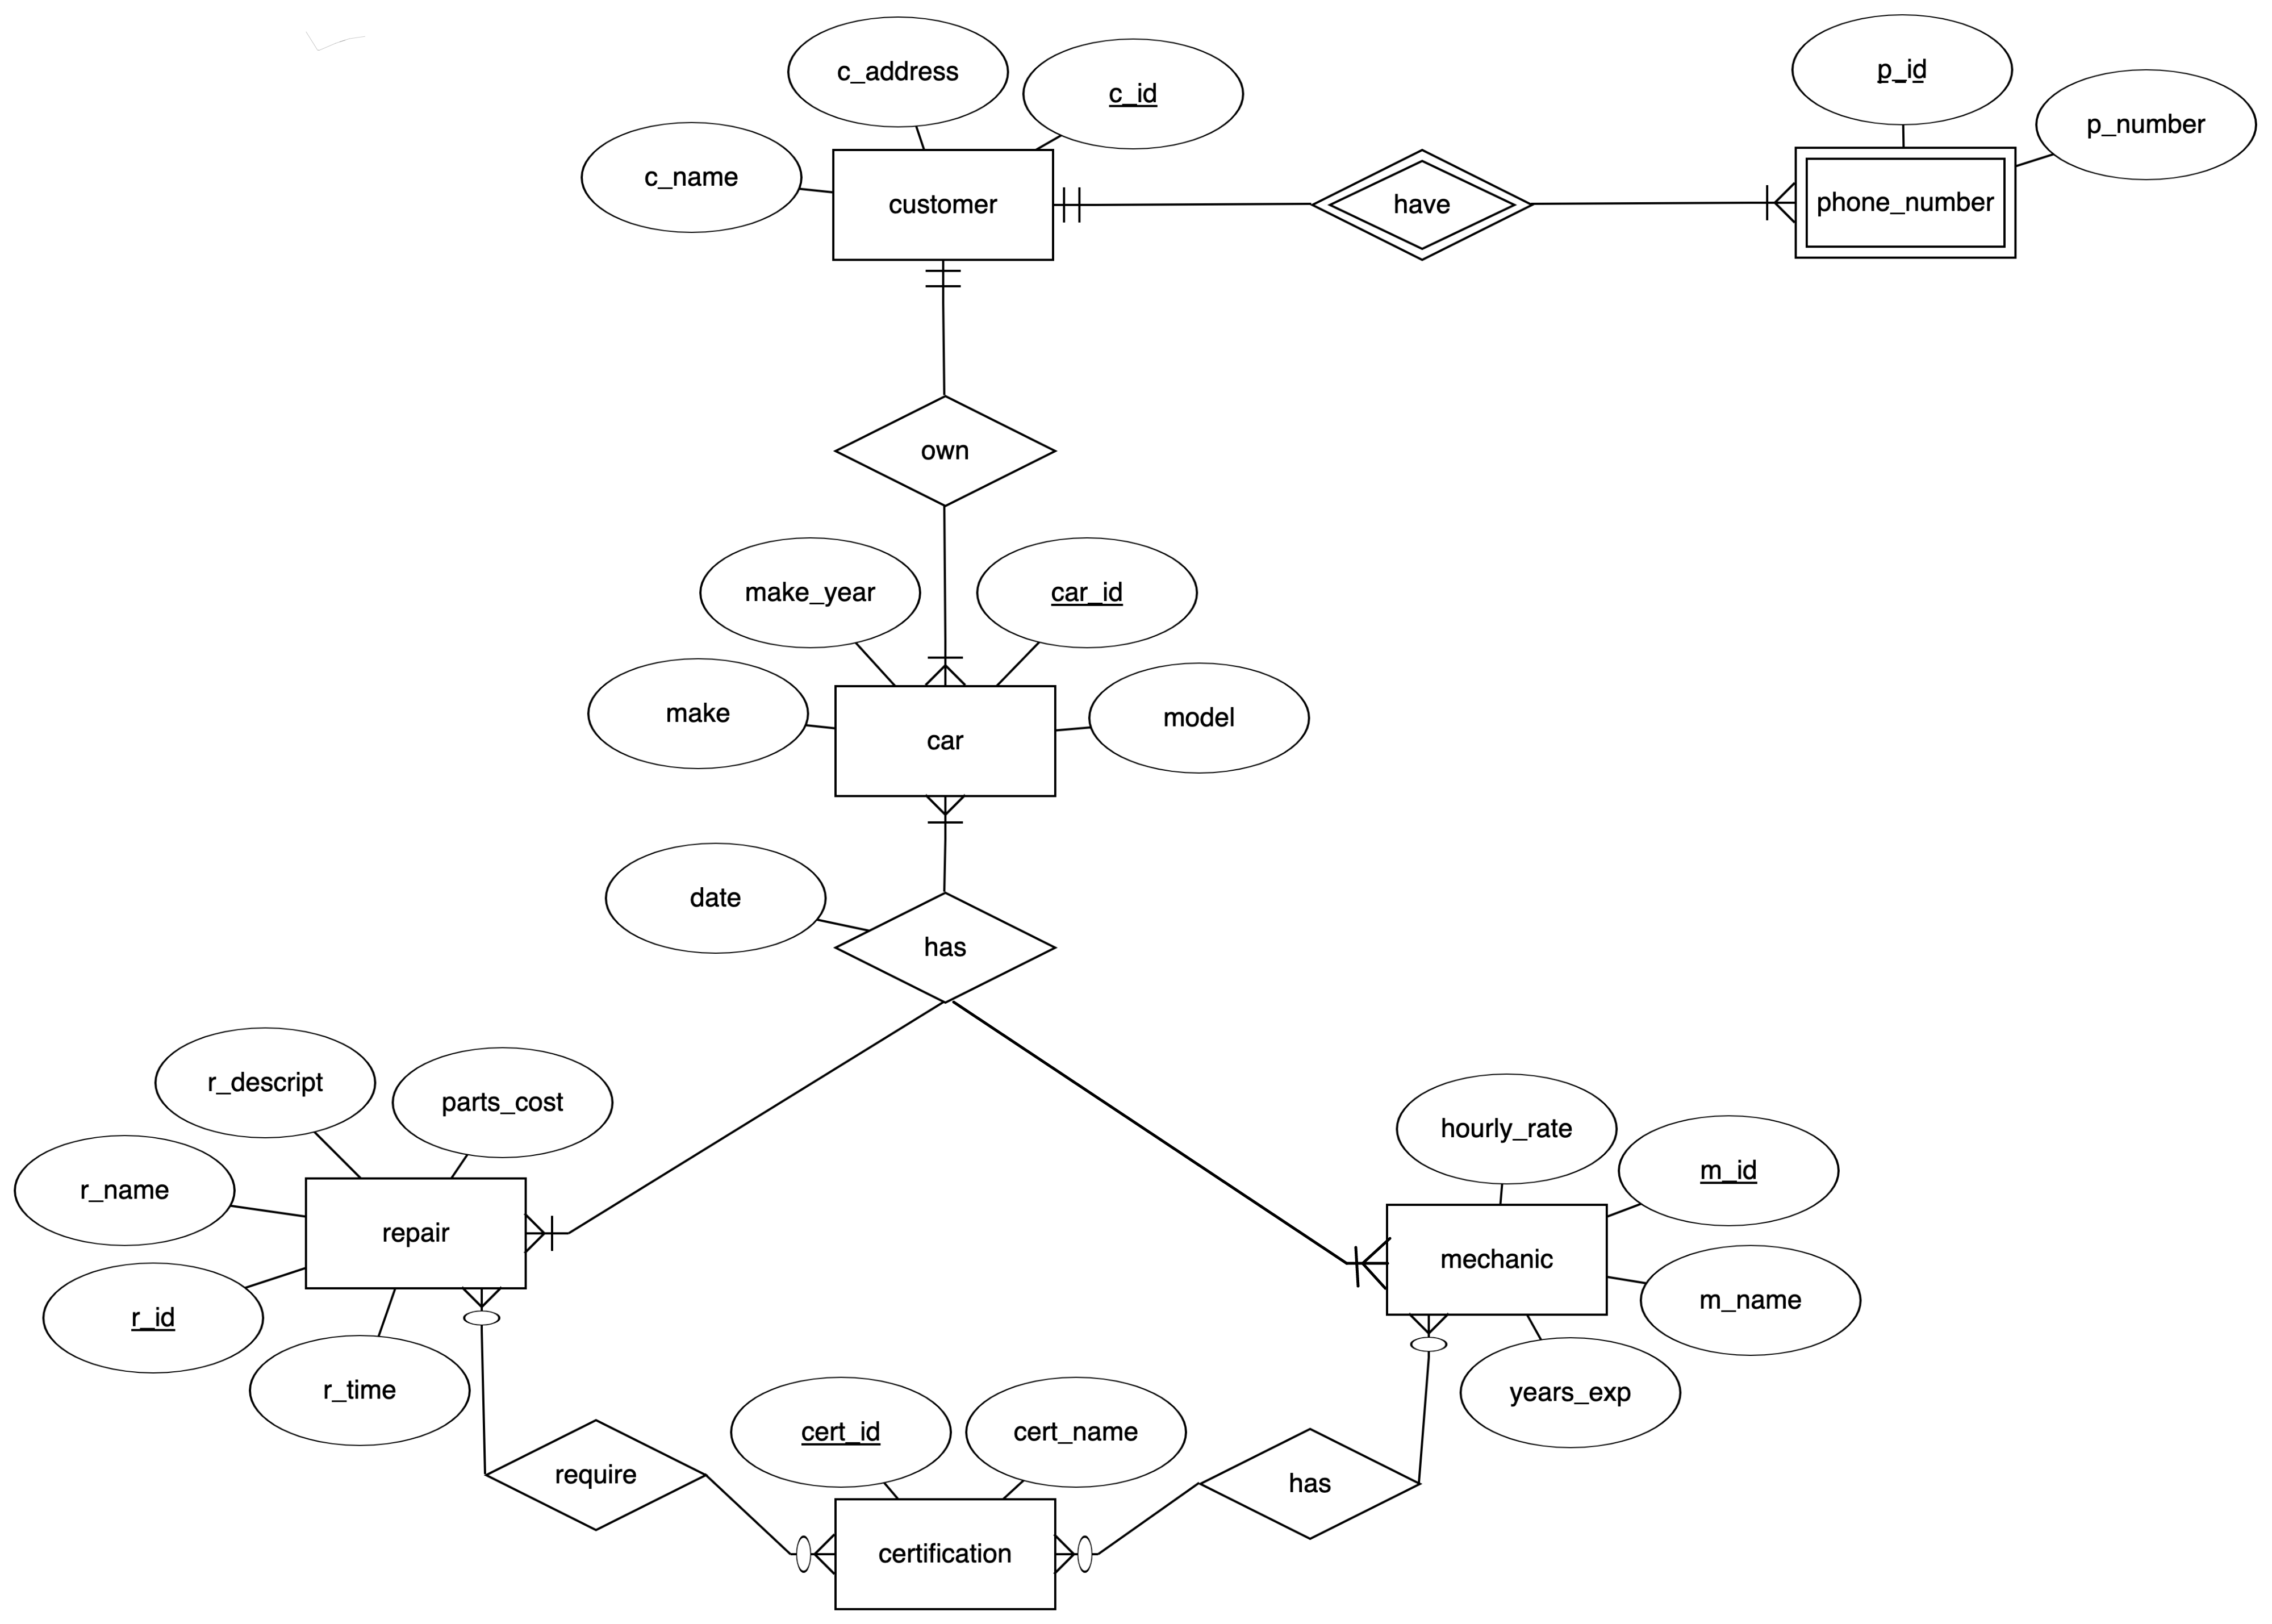 c_address
c_id
p_id
p_number
c_name
customer
have
phone_number
own
make_year
car_id
make
car
model
date
has
r_descript
parts_cost
hourly_rate
m_id
r_name
repair
mechanic
m_name
r_id
r_time
years_exp
cert_id
cert_name
require
has
certification